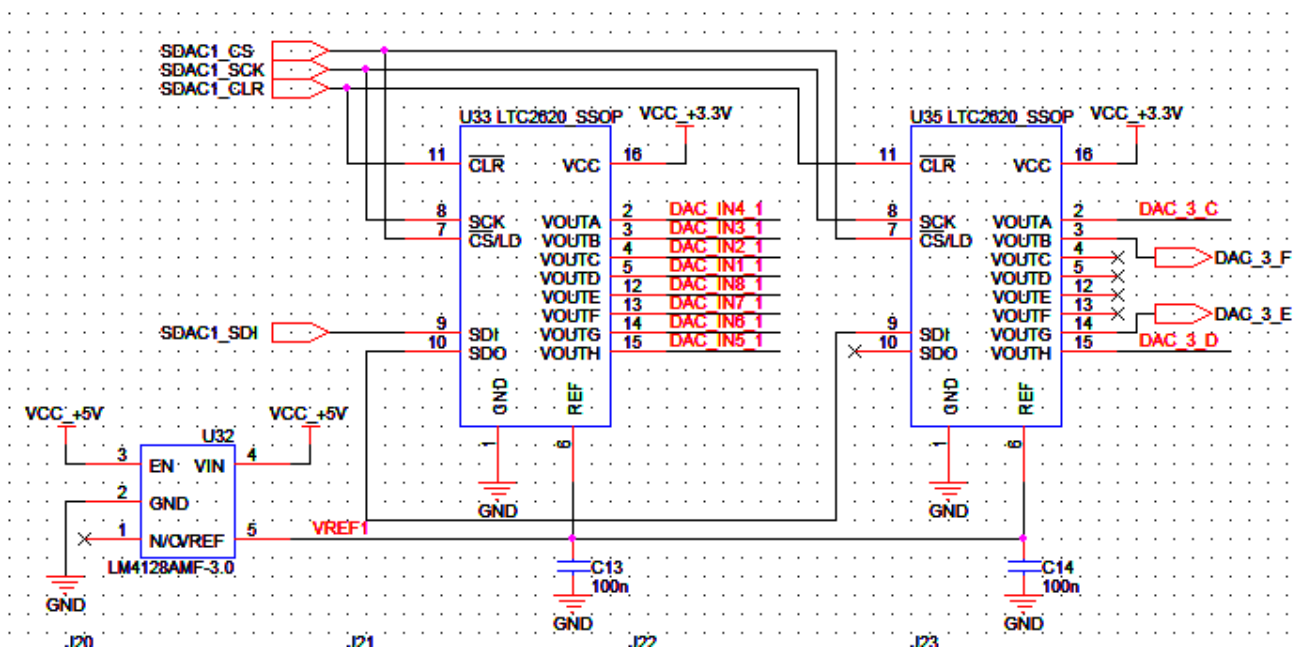 SDAC1_CS
SDAC1_SCK
SDAC1_CLR
U33 LTC2620_SSOP
VCC_+3.3V
11 CLR VCC 16
8 SCK VOUTA 2 DAC_IN4_1
7 CS/LD VOUTB 3 DAC_IN3_1
VOUTC 4 DAC_IN2_1
VOUTD 5 DAC_IN1_1
VOUTE 12 DAC_IN8_1
VOUTF 13 DAC_IN7_1
SDAC1_SDI 9 SDI VOUTG 14 DAC_IN6_1
10 SDO VOUTH 15 DAC_IN5_1
GND REF
1 6
GND
U35 LTC2620_SSOP
VCC_+3.3V
11 CLR VCC 16
8 SCK VOUTA 2 DAC_3_C
7 CS/LD VOUTB 3
VOUTC 4 DAC_3_F
VOUTD 5
VOUTE 12
VOUTF 13 DAC_3_E
9 SDI VOUTG 14
10 SDO VOUTH 15 DAC_3_D
GND REF
1 6
GND
VCC_+5V VCC_+5V
U32
3 EN VIN 4
2 GND
1 N/C VREF 5 VREF1
LM4128AMF-3.0
GND
C13
100n
GND
C14
100n
GND
J20 J21 J22 J23